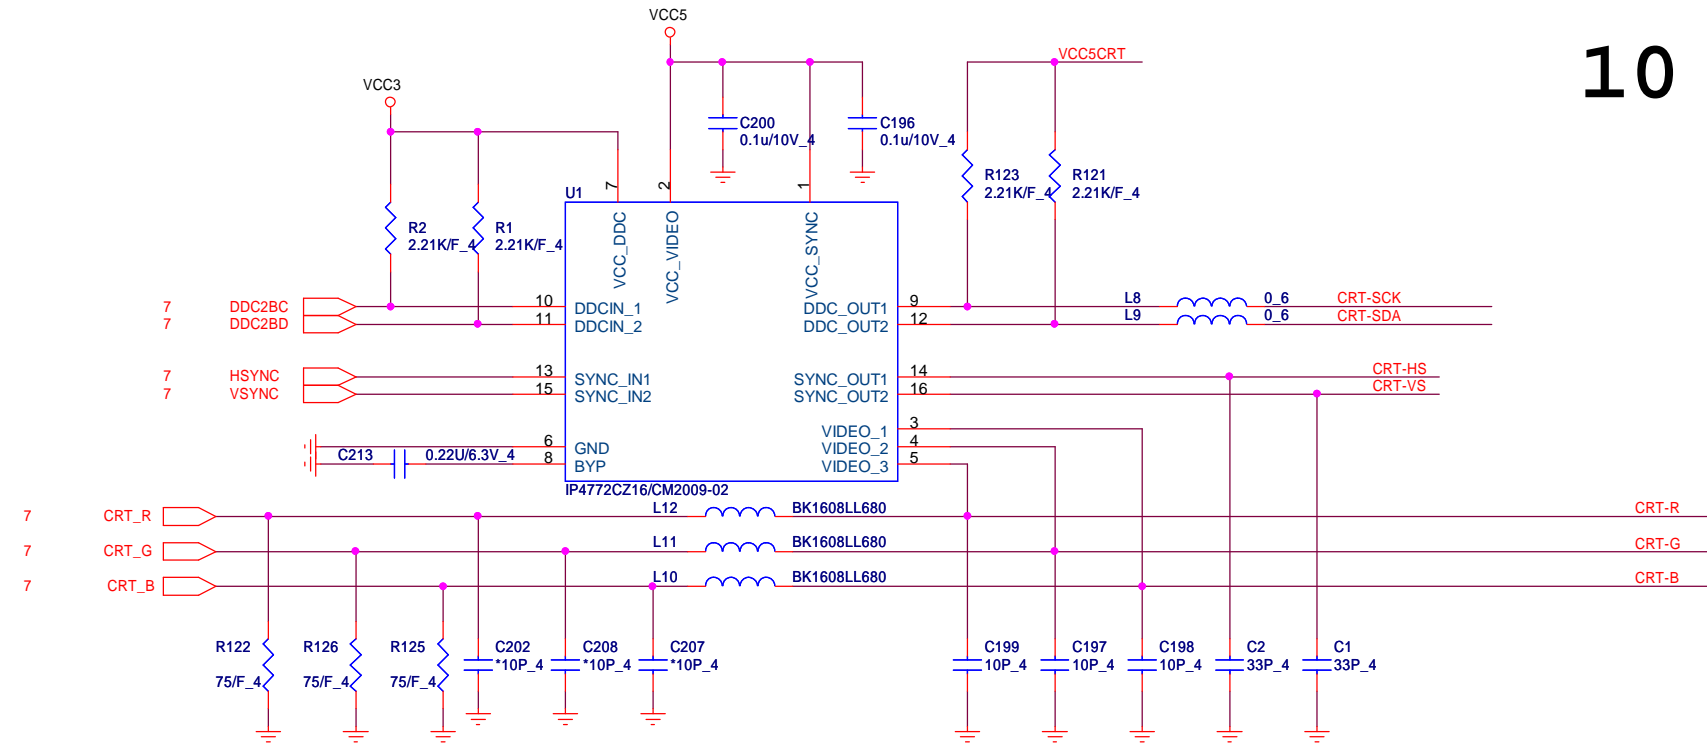 VCC5
10
VCC5CRT
VCC3
C200
0.1u/10V_4
C196
0.1u/10V_4
R123
2.21K/F_4
R121
2.21K/F_4
7
2
1
U1
R2
2.21K/F_4
R1
2.21K/F_4
VCC_DDC
VCC_VIDEO
VCC_SYNC
7 DDC2BC
10 DDCIN_1
DDC_OUT1 9
L8 0_6 CRT-SCK
7 DDC2BD
11 DDCIN_2
DDC_OUT2 12
L9 0_6 CRT-SDA
7 HSYNC
13 SYNC_IN1
SYNC_OUT1 14
CRT-HS
7 VSYNC
15 SYNC_IN2
SYNC_OUT2 16
CRT-VS
VIDEO_1 3
6 GND
VIDEO_2 4
C213 0.22U/6.3V_4
8 BYP
VIDEO_3 5
IP4772CZ16/CM2009-02
7 CRT_R
L12 BK1608LL680
CRT-R
7 CRT_G
L11 BK1608LL680
CRT-G
7 CRT_B
L10 BK1608LL680
CRT-B
R122
75/F_4
R126
75/F_4
R125
75/F_4
C202
*10P_4
C208
*10P_4
C207
*10P_4
C199
10P_4
C197
10P_4
C198
10P_4
C2
33P_4
C1
33P_4